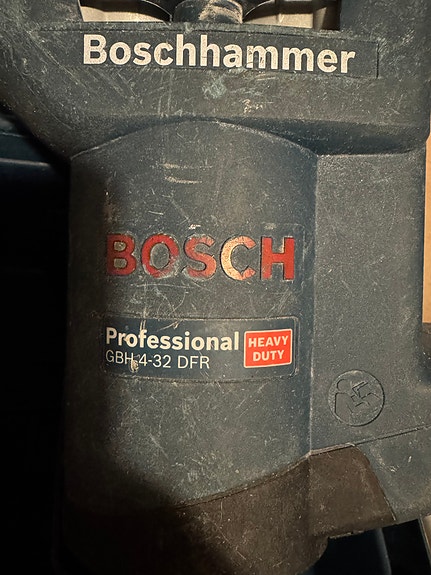 Boschhammer
BOSCH
Professional
GBH 4-32 DFR
HEAVY
DUTY